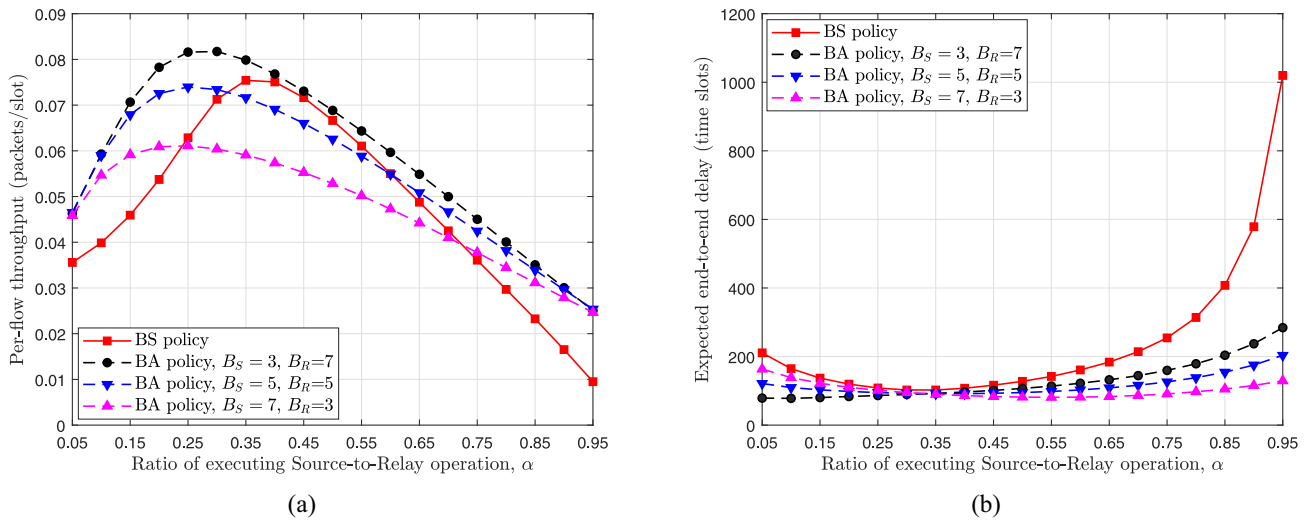 0.09
0.08
0.07
0.06
0.05
0.04
0.03
0.02
0.01
0
Per-flow throughput (packets/slot)
BS policy
BA policy, B_S = 3, B_R=7
BA policy, B_S = 5, B_R=5
BA policy, B_S = 7, B_R=3
0.05 0.15 0.25 0.35 0.45 0.55 0.65 0.75 0.85 0.95
Ratio of executing Source-to-Relay operation, α
(a)
1200
1000
800
600
400
200
0
Expected end-to-end delay (time slots)
BS policy
BA policy, B_S = 3, B_R=7
BA policy, B_S = 5, B_R=5
BA policy, B_S = 7, B_R=3
0.05 0.15 0.25 0.35 0.45 0.55 0.65 0.75 0.85 0.95
Ratio of executing Source-to-Relay operation, α
(b)